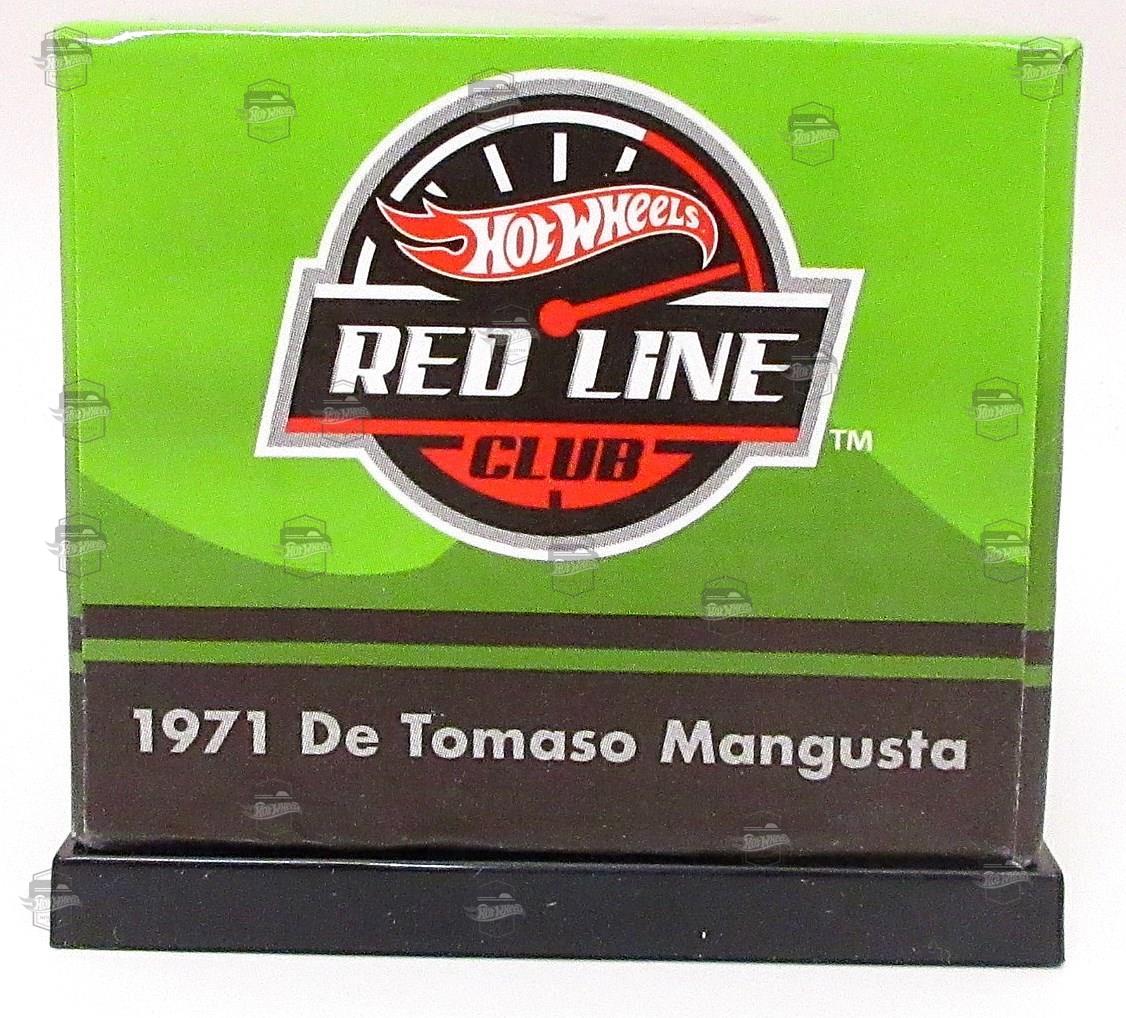 HOT WHEELS
RED LINE
CLUB
TM
1971 De Tomaso Mangusta